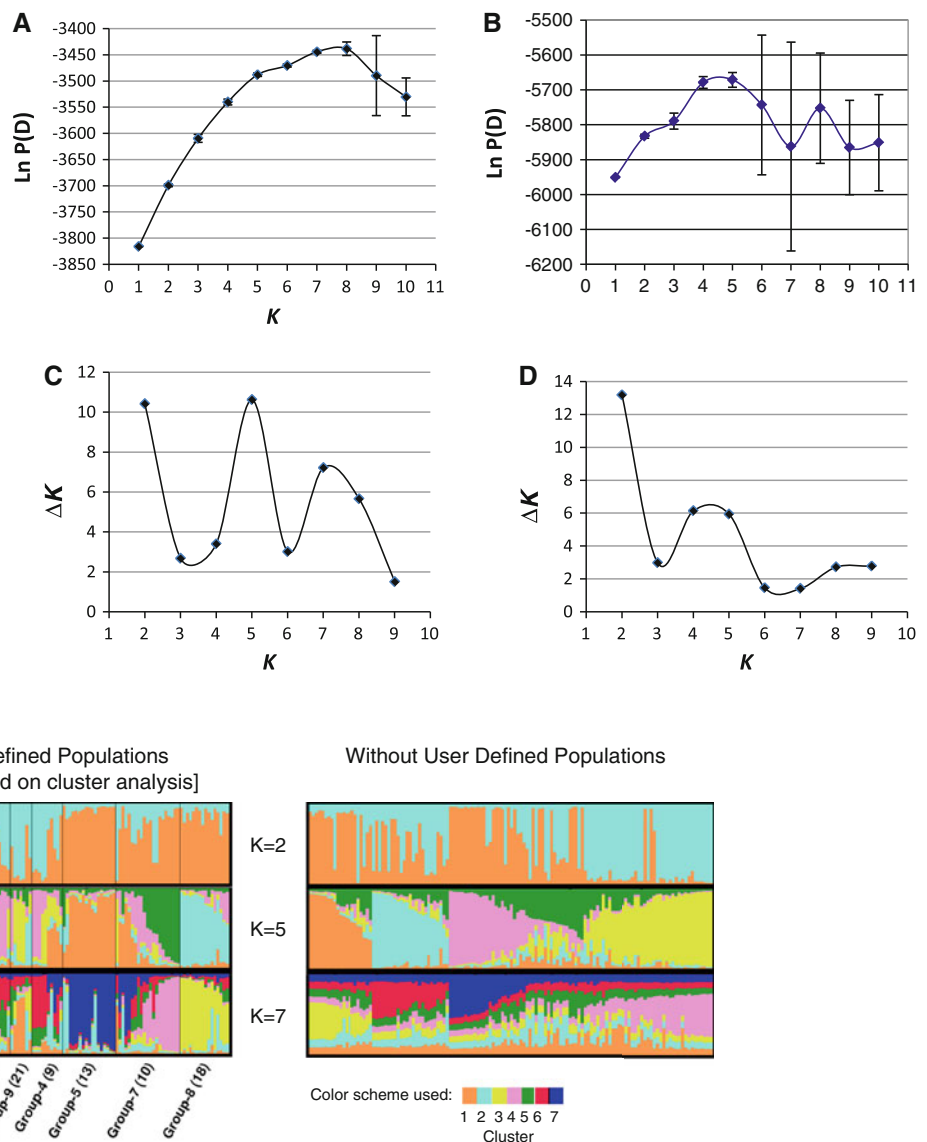 A
-3400
-3450
-3500
-3550
-3600
-3650
-3700
-3750
-3800
-3850
Ln P(D)
0 1 2 3 4 5 6 7 8 9 10 11
K
B
-5500
-5600
-5700
-5800
-5900
-6000
-6100
-6200
Ln P(D)
0 1 2 3 4 5 6 7 8 9 10 11
C
12
10
8
6
4
2
0
ΔK
1 2 3 4 5 6 7 8 9 10
K
D
14
12
10
8
6
4
2
0
ΔK
1 2 3 4 5 6 7 8 9 10
K
efined Populations
d on cluster analysis]
Without User Defined Populations
K=2
K=5
K=7
up-9 (21)
Group-4 (9)
Group-5 (13)
Group-7 (10)
Group-8 (18)
Color scheme used:
1 2 3 4 5 6 7
Cluster